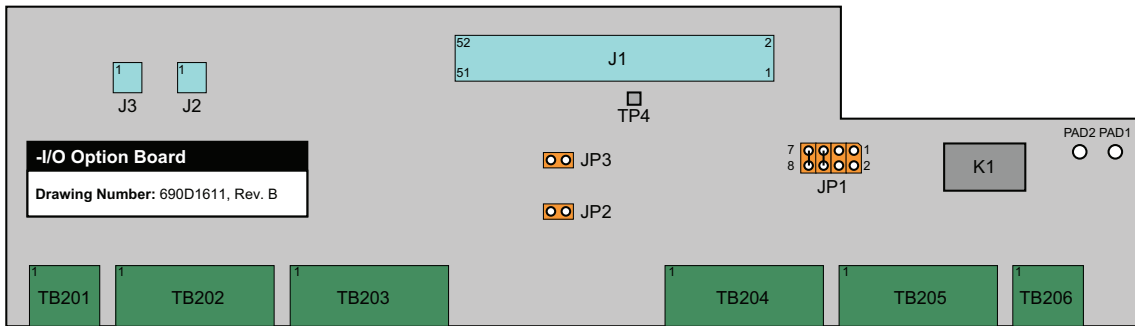 52 2
J1
51 1
1 1
J3 J2
TP4
PAD2 PAD1
-I/O Option Board
Drawing Number: 690D1611, Rev. B
JP3
7 1
8 2
JP1
K1
JP2
1 1 1 1 1 1
TB201 TB202 TB203 TB204 TB205 TB206